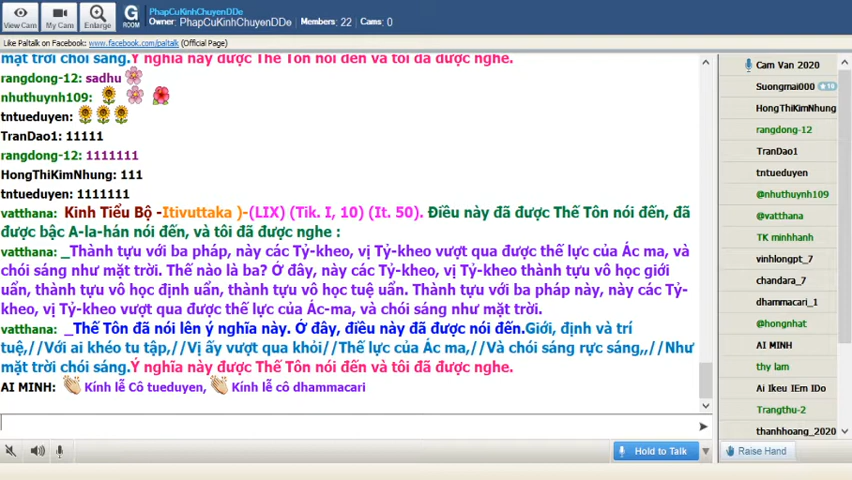 View Cam
My Cam
Enlarge
G
ROOM
PhapCuKinhChuyenDDe
Owner: PhapCuKinhChuyenDDe Members: 22 Cams: 0
Like Paltalk on Facebook: www.facebook.com/paltalk (Official Page)
mặt trời chói sáng.Ý nghĩa này được Thế Tôn nói đến và tôi đã được nghe.
rangdong-12: sadhu
nhuthuynh109:
tntueduyen:
TranDao1: 11111
rangdong-12: 1111111
HongThiKimNhung: 111
tntueduyen: 1111111
vatthana: Kinh Tiểu Bộ -Itivuttaka )-(LIX) (Tik. I, 10) (It. 50). Điều này đã được Thế Tôn nói đến, đã
được bậc A-la-hán nói đến, và tôi đã được nghe :
vatthana: _Thành tựu với ba pháp, này các Tỷ-kheo, vị Tỷ-kheo vượt qua được thế lực của Ác ma, và
chói sáng như mặt trời. Thế nào là ba? Ở đây, này các Tỷ-kheo, vị Tỷ-kheo thành tựu vô học giới
uẩn, thành tựu vô học định uẩn, thành tựu vô học tuệ uẩn. Thành tựu với ba pháp này, này các Tỷ-
kheo, vị Tỷ-kheo vượt qua được thế lực của Ác-ma, và chói sáng như mặt trời.
vatthana: _Thế Tôn đã nói lên ý nghĩa này. Ở đây, điều này đã được nói đến.Giới, định và trí
tuệ,//Với ai khéo tu tập,//Vị ấy vượt qua khỏi//Thế lực của Ác ma,//Và chói sáng rực sáng,,//Như
mặt trời chói sáng.Ý nghĩa này được Thế Tôn nói đến và tôi đã được nghe.
AI MINH: Kính lễ Cô tueduyen, Kính lễ cô dhammacari
Cam Van 2020
Suongmai000 10
HongThiKimNhung
rangdong-12
TranDao1
tntueduyen
@nhuthuynh109
@vatthana
TK minhhanh
vinhlongpt_7
chandara_7
dhammacari_1
@hongnhat
AI MINH
thy lam
Ai Ikeu IEm IDo
Trangthu-2
thanhhoang_2020
Hold to Talk
Raise Hand